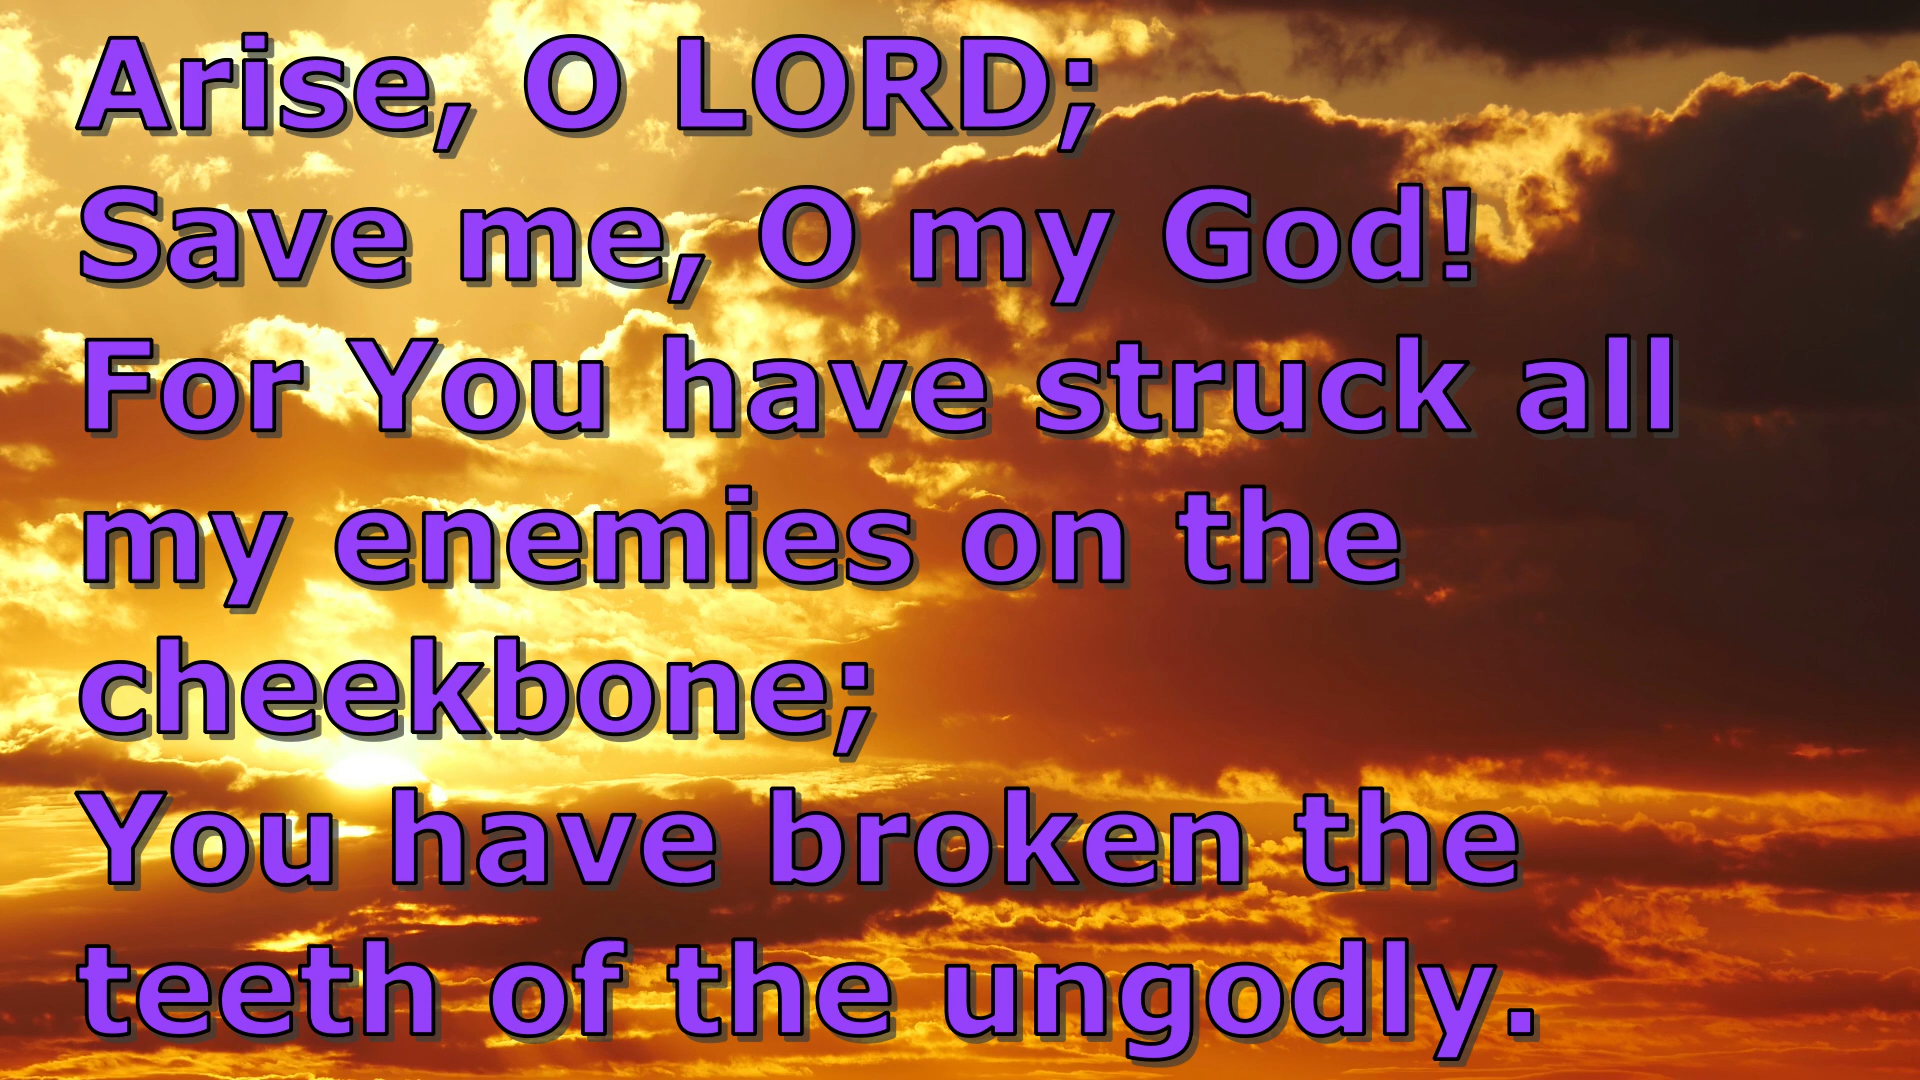 Arise, O LORD;
Save me, O my God!
For You have struck all
my enemies on the
cheekbone;
You have broken the
teeth of the ungodly.